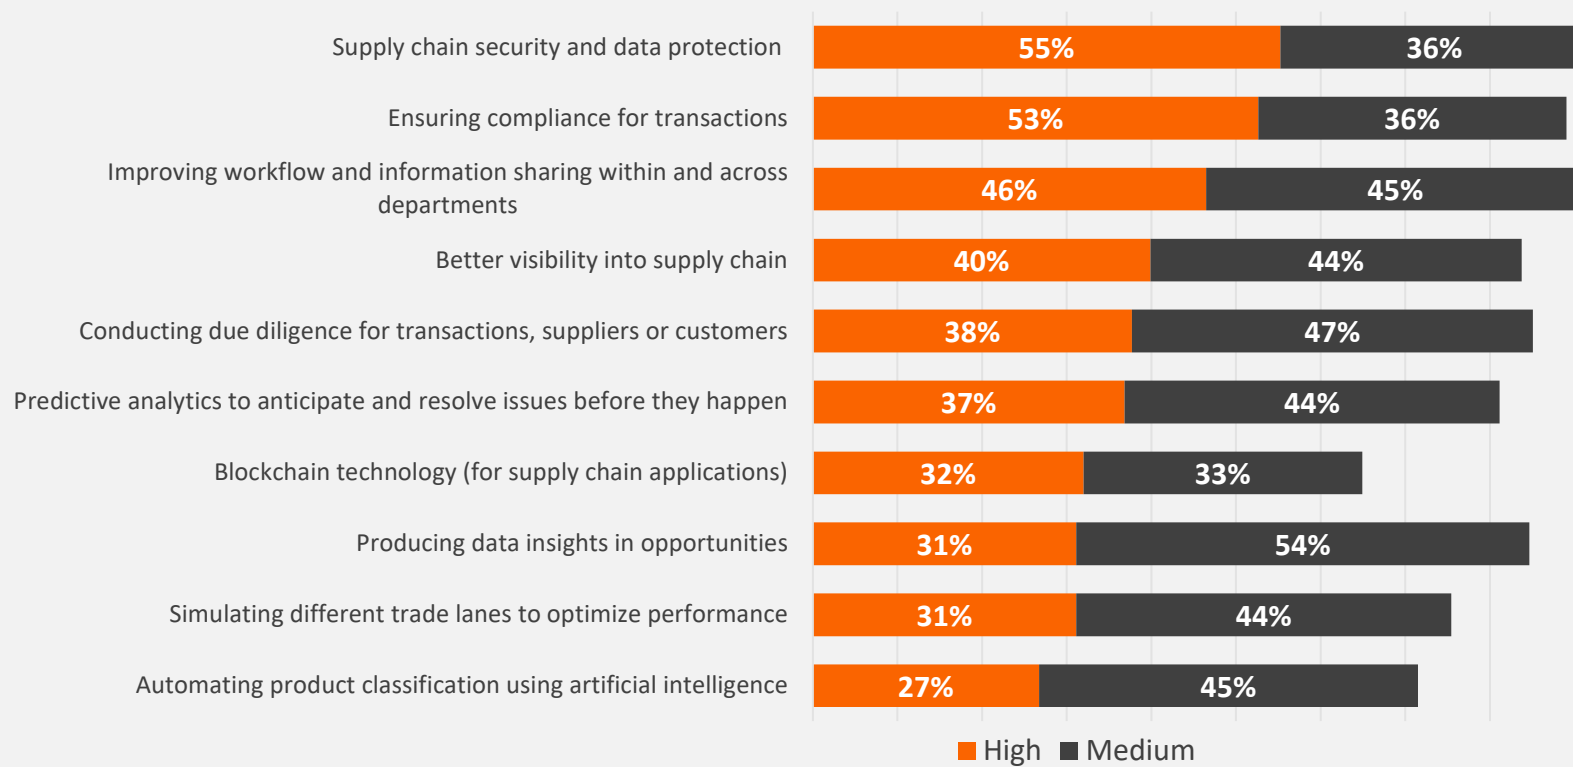 Supply chain security and data protection 55% 36%
Ensuring compliance for transactions 53% 36%
Improving workflow and information sharing within and across
departments 46% 45%
Better visibility into supply chain 40% 44%
Conducting due diligence for transactions, suppliers or customers 38% 47%
Predictive analytics to anticipate and resolve issues before they happen 37% 44%
Blockchain technology (for supply chain applications) 32% 33%
Producing data insights in opportunities 31% 54%
Simulating different trade lanes to optimize performance 31% 44%
Automating product classification using artificial intelligence 27% 45%
High Medium